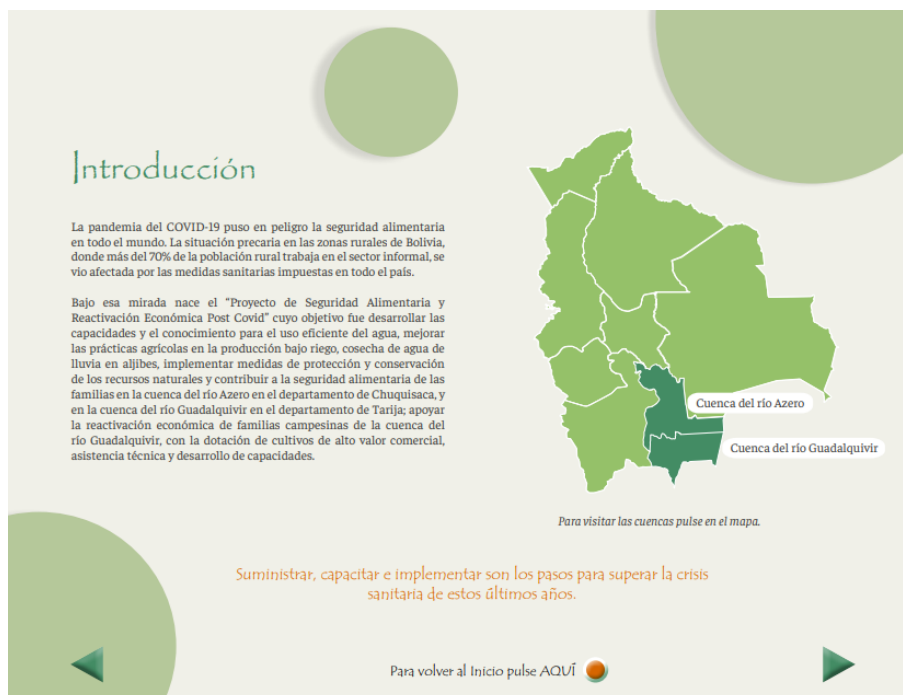 Introducción
La pandemia del COVID-19 puso en peligro la seguridad alimentaria
en todo el mundo. La situación precaria en las zonas rurales de Bolivia,
donde más del 70% de la población rural trabaja en el sector informal, se
vio afectada por las medidas sanitarias impuestas en todo el país.
Bajo esa mirada nace el “Proyecto de Seguridad Alimentaria y
Reactivación Económica Post Covid” cuyo objetivo fue desarrollar las
capacidades y el conocimiento para el uso eficiente del agua, mejorar
las prácticas agrícolas en la producción bajo riego, cosecha de agua de
lluvia en aljibes, implementar medidas de protección y conservación
de los recursos naturales y contribuir a la seguridad alimentaria de las
familias en la cuenca del río Azero en el departamento de Chuquisaca, y
en la cuenca del río Guadalquivir en el departamento de Tarija; apoyar
la reactivación económica de familias campesinas de la cuenca del
río Guadalquivir, con la dotación de cultivos de alto valor comercial,
asistencia técnica y desarrollo de capacidades.
Cuenca del río Azero
Cuenca del río Guadalquivir
Para visitar las cuencas pulse en el mapa.
Suministrar, capacitar e implementar son los pasos para superar la crisis
sanitaria de estos últimos años.
Para volver al Inicio pulse AQUÍ